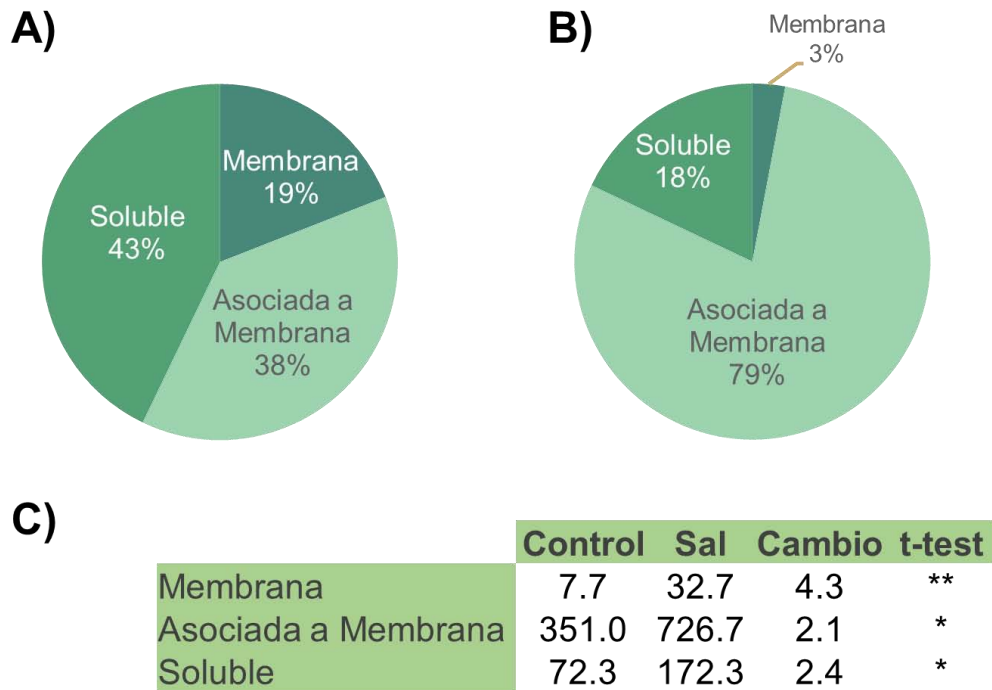 A)
Membrana
19%
Soluble
43%
Asociada a
Membrana
38%
B)
Membrana
3%
Soluble
18%
Asociada a
Membrana
79%
C)
Control Sal Cambio t-test
Membrana 7.7 32.7 4.3 **
Asociada a Membrana 351.0 726.7 2.1 *
Soluble 72.3 172.3 2.4 *